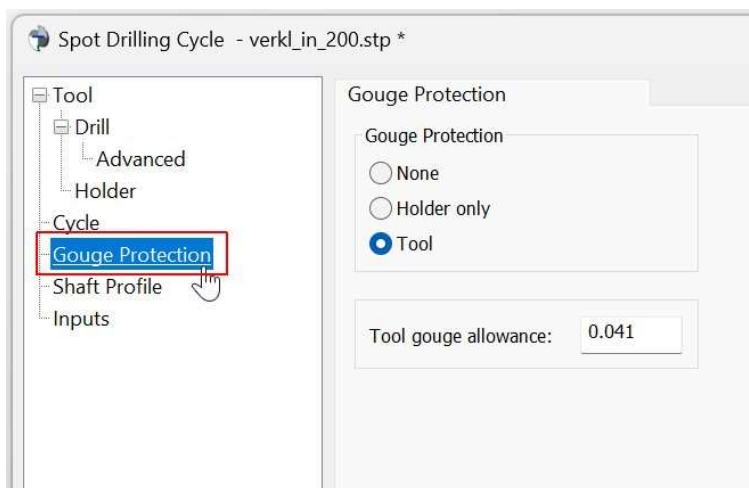 Spot Drilling Cycle - verkl_in_200.stp *
Tool
Drill
Advanced
Holder
Cycle
Gouge Protection
Shaft Profile
Inputs
Gouge Protection
Gouge Protection
None
Holder only
Tool
Tool gouge allowance: 0.041